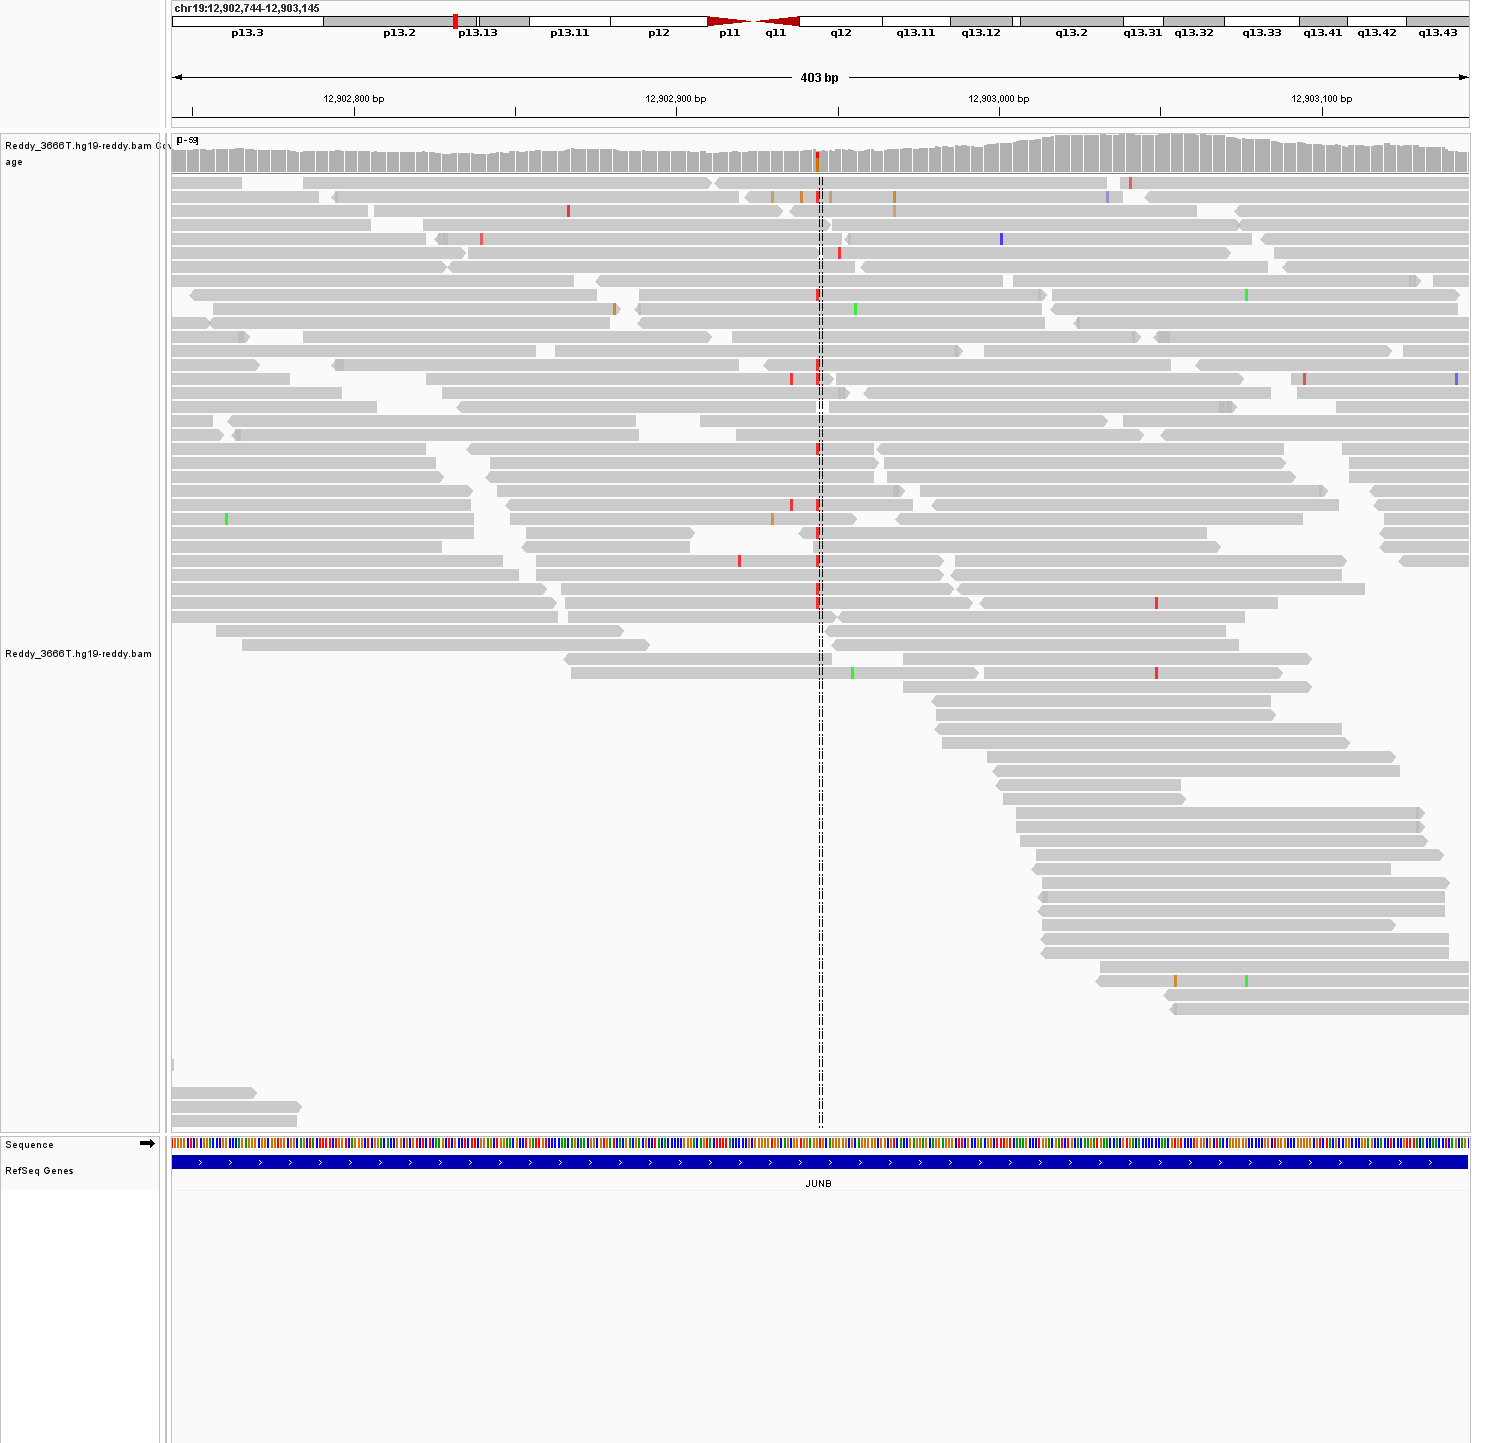 chr19:12,902,744-12,903,145
p13.3 p13.2 p13.13 p13.11 p12 p11 q11 q12 q13.11 q13.12 q13.2 q13.31 q13.32 q13.33 q13.41 q13.42 q13.43
403 bp
12,902,800 bp 12,902,900 bp 12,903,000 bp 12,903,100 bp
[0 - 59]
Reddy_3666T.hg19-reddy.bam Cov
age
Reddy_3666T.hg19-reddy.bam
Sequence
RefSeq Genes
JUNB